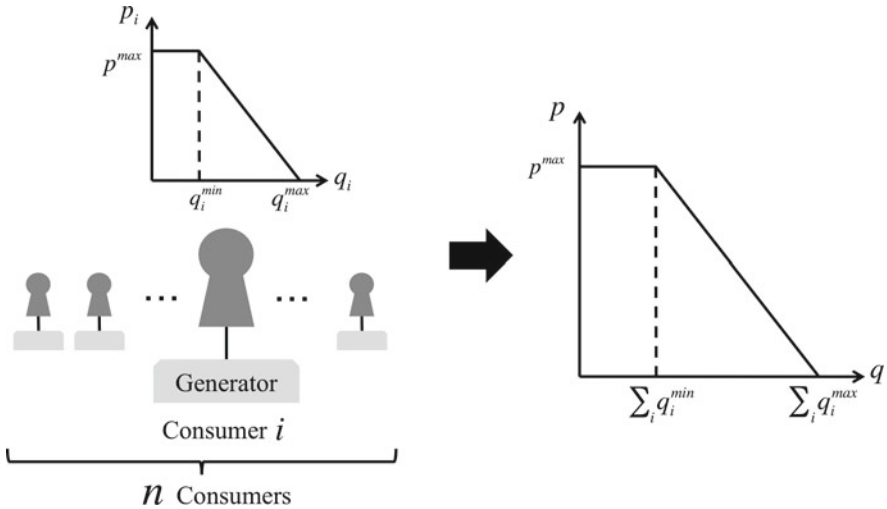 p_i
p^{max}
q_i^{min}
q_i^{max}
q_i
...
...
Generator
Consumer i
n Consumers
p
p^{max}
q
∑_i q_i^{min}
∑_i q_i^{max}